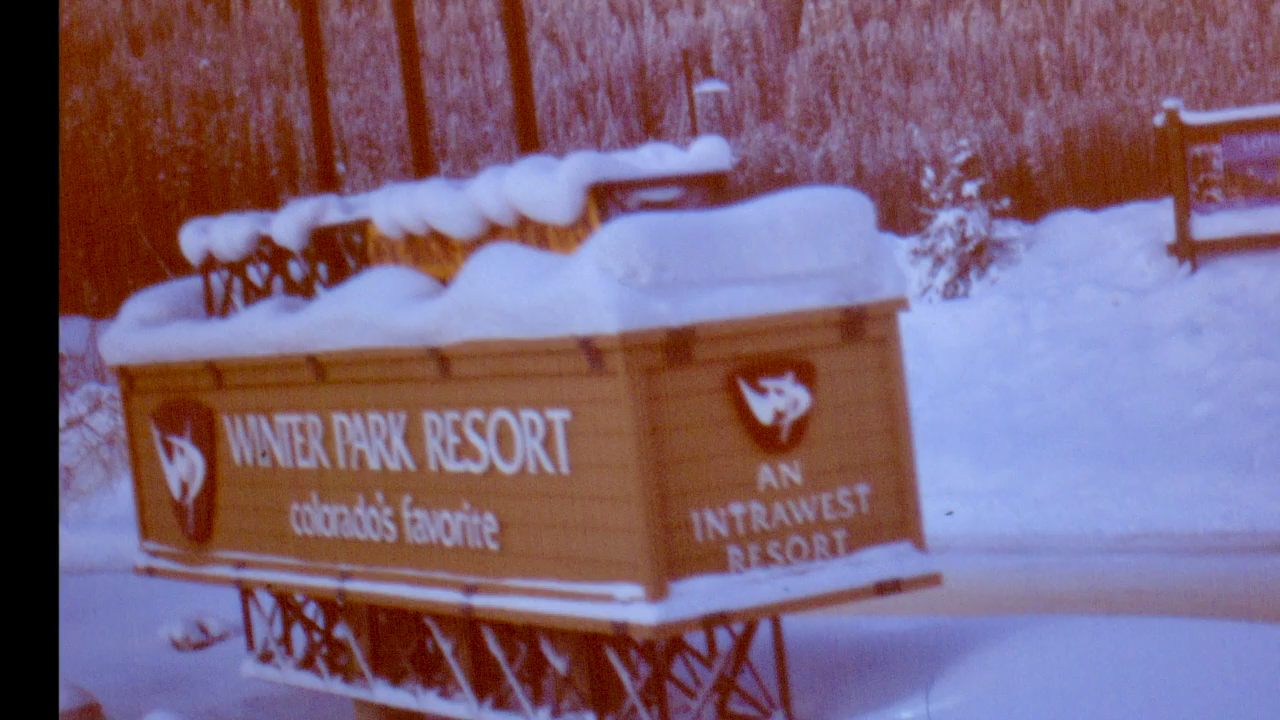 WINTER PARK RESORT
colorado's favorite
AN
INTRAWEST
RESORT